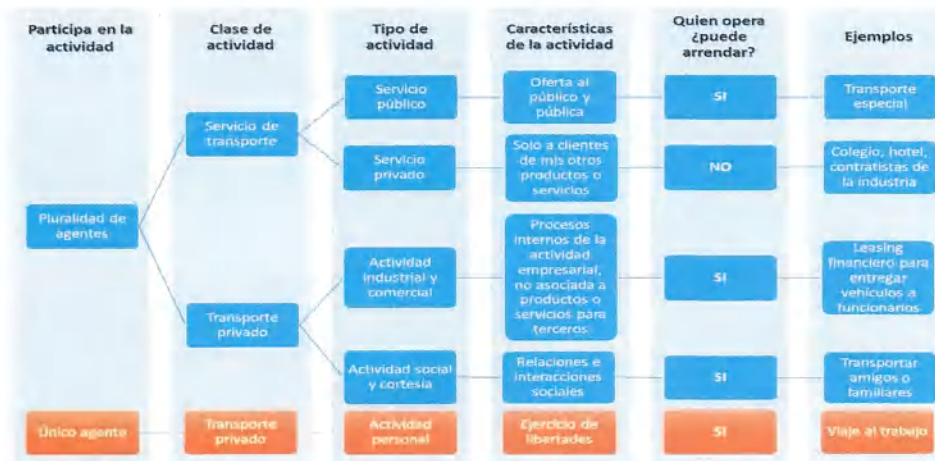 Participa en la
actividad
Clase de
actividad
Tipo de
actividad
Características
de la actividad
Quien opera
¿puede
arrendar?
Ejemplos
Pluralidad de
agentes
Servicio de
transporte
Servicio
público
Oferta al
público y
pública
SI
Transporte
especial
Servicio
privado
Solo a clientes
de mis otros
productos o
servicios
NO
Colegio, hotel,
contratistas de
la industria
Transporte
privado
Actividad
industrial y
comercial
Procesos
internos de la
actividad
empresarial,
no asociada a
productos o
servicios para
terceros
SI
Leasing
financiero para
entregar
vehículos a
funcionarios
Actividad social
y cortesía
Relaciones e
interacciones
sociales
SI
Transportar
amigos o
familiares
Único agente
Transporte
privado
Actividad
personal
Ejercicio de
libertades
SI
Viaje al trabajo